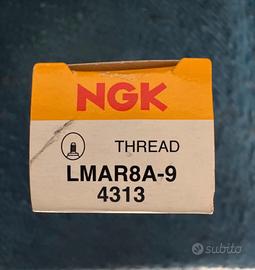 NGK
THREAD
LMAR8A-9
4313
subito